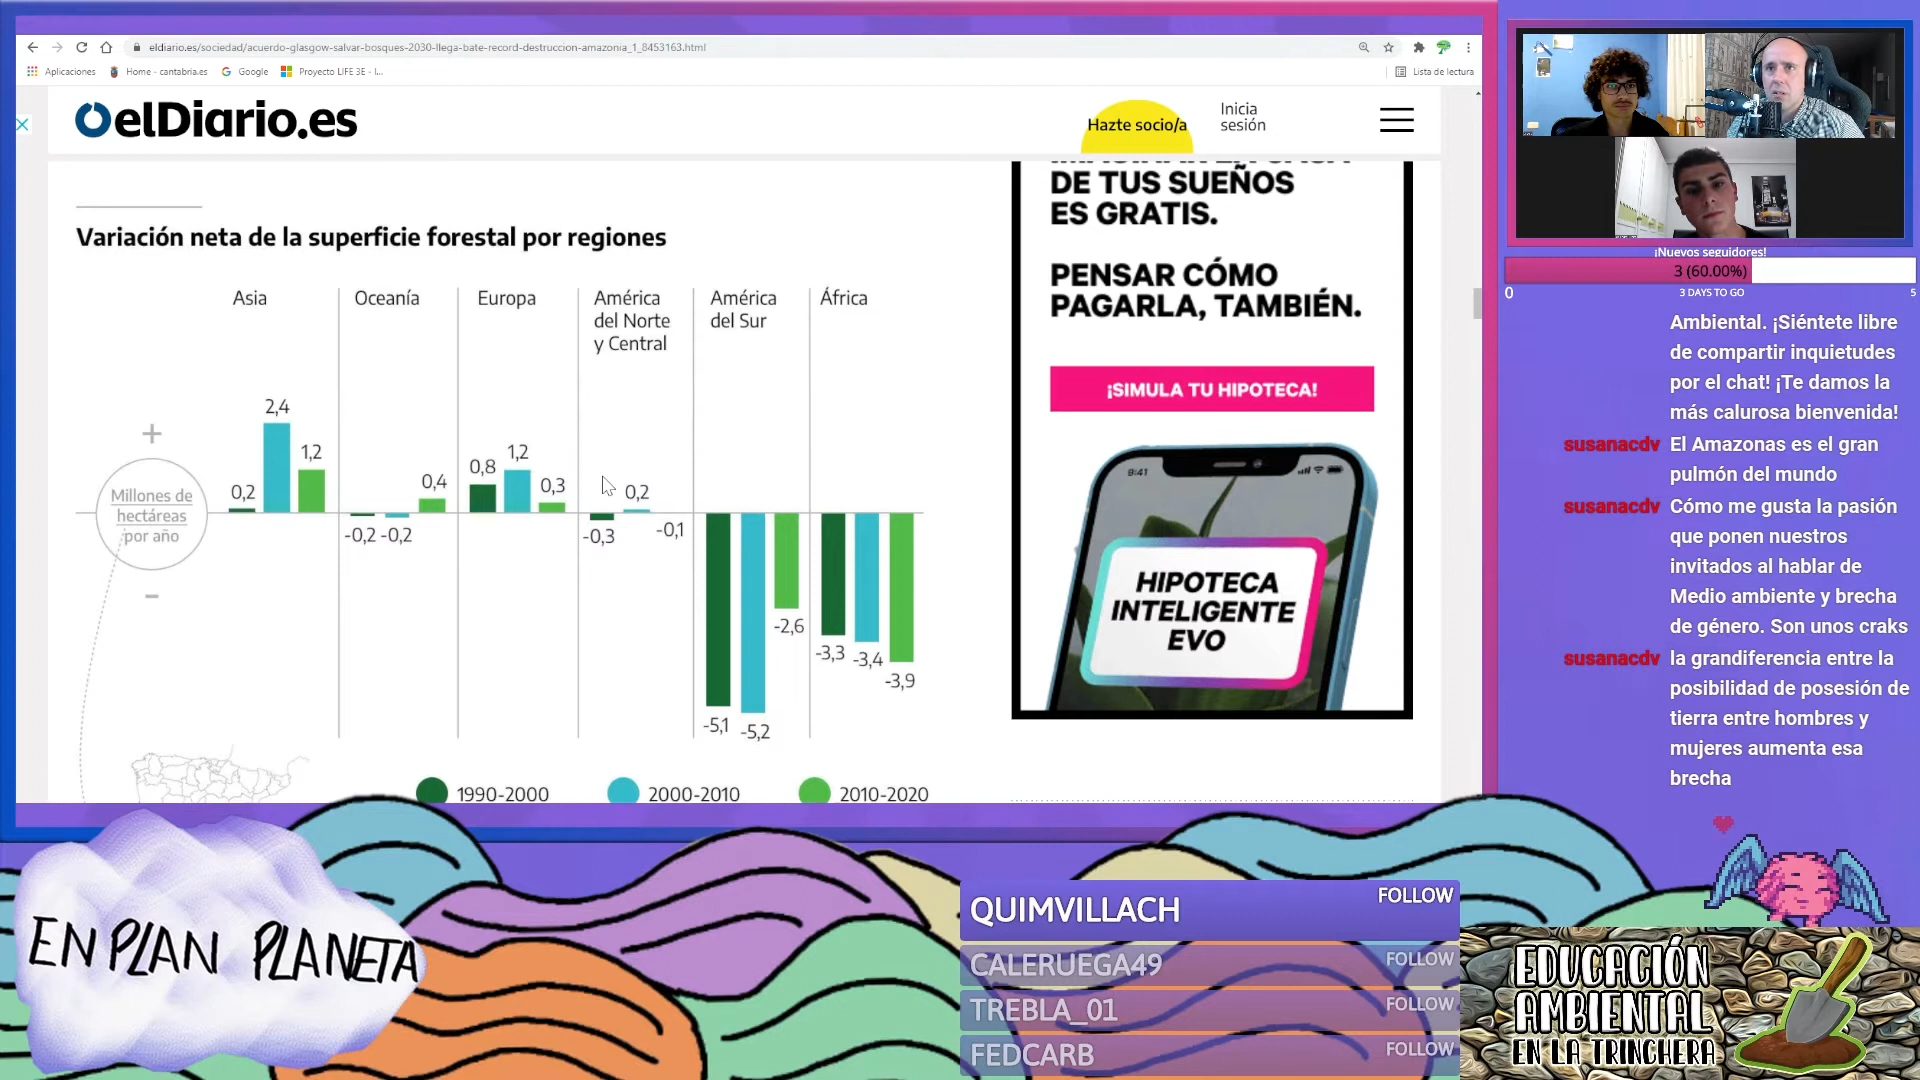 eldiario.es/sociedad/acuerdo-glasgow-salvar-bosques-2030-llega-bate-record-destruccion-amazonia_1_8453163.html
Aplicaciones
Home - cantabria.es
Google
Proyecto LIFE 3E - I...
Lista de lectura
elDiario.es
Hazte socio/a
Inicia
sesión
Variación neta de la superficie forestal por regiones
Asia
Oceanía
Europa
América
del Norte
y Central
América
del Sur
África
+
Millones de
hectáreas
por año
−
0,2
2,4
1,2
-0,2
-0,2
0,4
0,8
1,2
0,3
-0,3
0,2
-0,1
-5,1
-5,2
-2,6
-3,3
-3,4
-3,9
1990-2000
2000-2010
2010-2020
DE TUS SUEÑOS
ES GRATIS.
PENSAR CÓMO
PAGARLA, TAMBIÉN.
¡SIMULA TU HIPOTECA!
9:41
HIPOTECA
INTELIGENTE
EVO
¡Nuevos seguidores!
3 (60.00%)
0
3 DAYS TO GO
5
Ambiental. ¡Siéntete libre
de compartir inquietudes
por el chat! ¡Te damos la
más calurosa bienvenida!
susanacdv El Amazonas es el gran
pulmón del mundo
susanacdv Cómo me gusta la pasión
que ponen nuestros
invitados al hablar de
Medio ambiente y brecha
de género. Son unos craks
susanacdv la grandiferencia entre la
posibilidad de posesión de
tierra entre hombres y
mujeres aumenta esa
brecha
EN PLAN PLANETA
QUIMVILLACH FOLLOW
CALERUEGA49 FOLLOW
TREBLA_01 FOLLOW
FEDCARB FOLLOW
EDUCACIÓN
AMBIENTAL
EN LA TRINCHERA